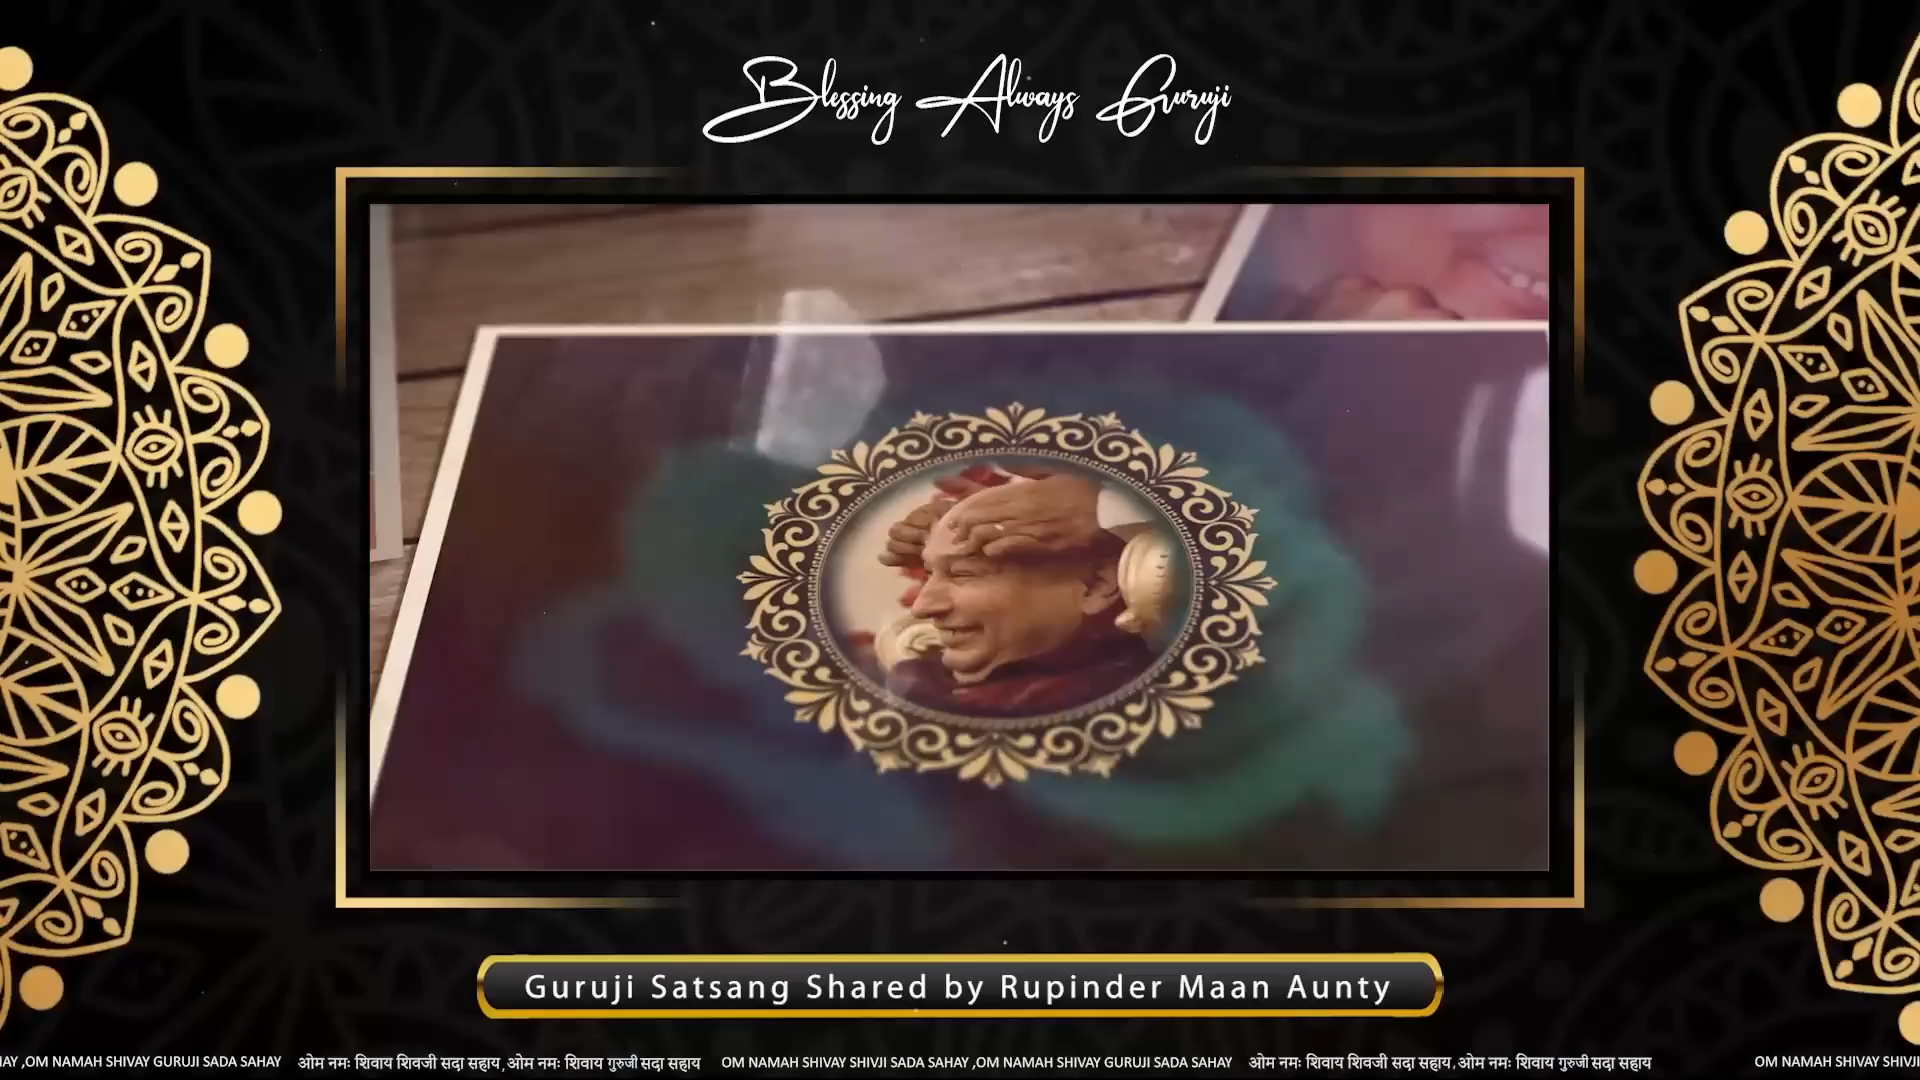 Blessing Always Guruji
Guruji Satsang Shared by Rupinder Maan Aunty
HAY ,OM NAMAH SHIVAY GURUJI SADA SAHAY ओम नमः शिवाय शिवजी सदा सहाय, ओम नमः शिवाय गुरुजी सदा सहाय OM NAMAH SHIVAY SHIVJI SADA SAHAY ,OM NAMAH SHIVAY GURUJI SADA SAHAY ओम नमः शिवाय शिवजी सदा सहाय, ओम नमः शिवाय गुरुजी सदा सहाय OM NAMAH SHIVAY SHIVJI